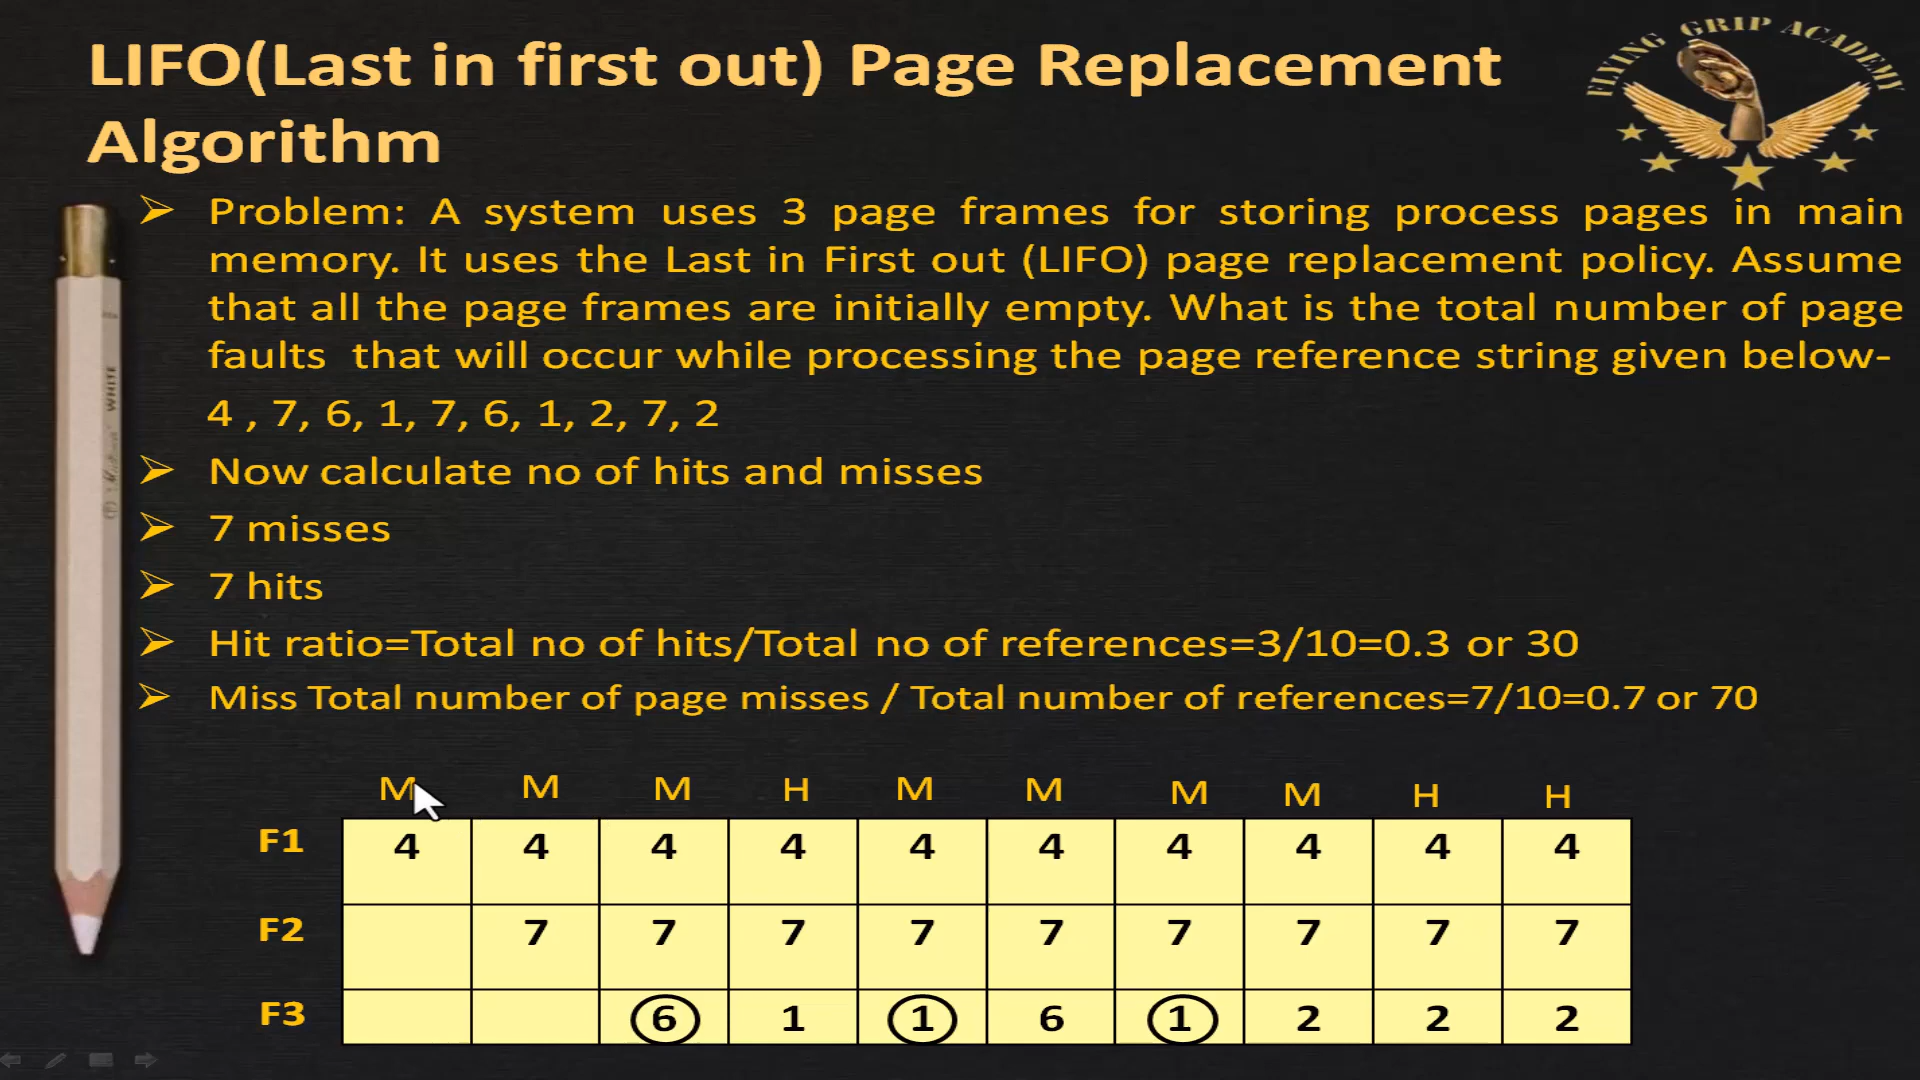 LIFO(Last in first out) Page Replacement
Algorithm
FLYING GRIP ACADEMY
Problem: A system uses 3 page frames for storing process pages in main
memory. It uses the Last in First out (LIFO) page replacement policy. Assume
that all the page frames are initially empty. What is the total number of page
faults that will occur while processing the page reference string given below-
4 , 7, 6, 1, 7, 6, 1, 2, 7, 2
Now calculate no of hits and misses
7 misses
7 hits
Hit ratio=Total no of hits/Total no of references=3/10=0.3 or 30
Miss Total number of page misses / Total number of references=7/10=0.7 or 70
WHITE
M M M H M M M M H H
F1 4 4 4 4 4 4 4 4 4 4
F2 7 7 7 7 7 7 7 7 7
F3 6 1 1 6 1 2 2 2